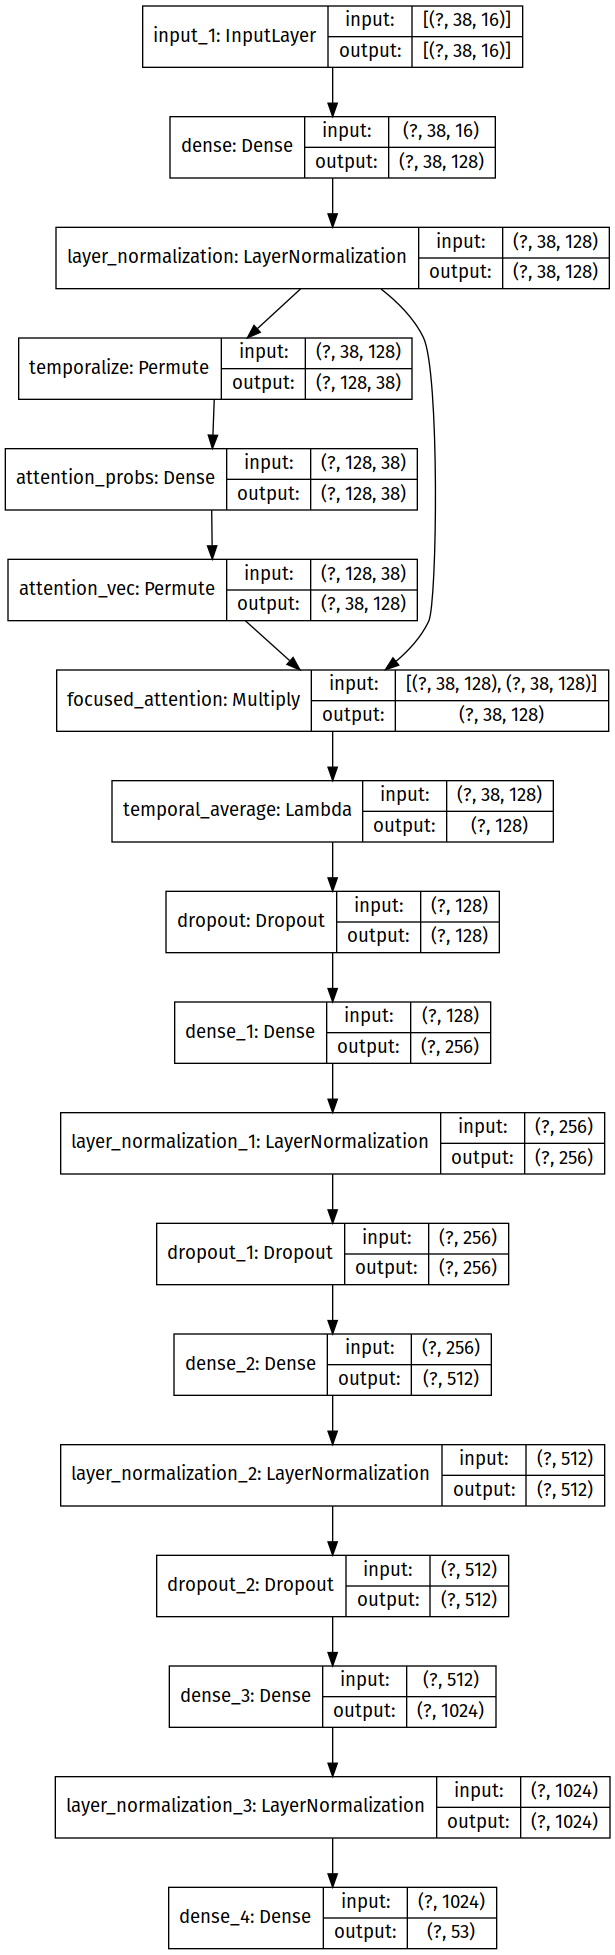 input_1: InputLayer
input: [(?, 38, 16)]
output: [(?, 38, 16)]
dense: Dense
input: (?, 38, 16)
output: (?, 38, 128)
layer_normalization: LayerNormalization
input: (?, 38, 128)
output: (?, 38, 128)
temporalize: Permute
input: (?, 38, 128)
output: (?, 128, 38)
attention_probs: Dense
input: (?, 128, 38)
output: (?, 128, 38)
attention_vec: Permute
input: (?, 128, 38)
output: (?, 38, 128)
focused_attention: Multiply
input: [(?, 38, 128), (?, 38, 128)]
output: (?, 38, 128)
temporal_average: Lambda
input: (?, 38, 128)
output: (?, 128)
dropout: Dropout
input: (?, 128)
output: (?, 128)
dense_1: Dense
input: (?, 128)
output: (?, 256)
layer_normalization_1: LayerNormalization
input: (?, 256)
output: (?, 256)
dropout_1: Dropout
input: (?, 256)
output: (?, 256)
dense_2: Dense
input: (?, 256)
output: (?, 512)
layer_normalization_2: LayerNormalization
input: (?, 512)
output: (?, 512)
dropout_2: Dropout
input: (?, 512)
output: (?, 512)
dense_3: Dense
input: (?, 512)
output: (?, 1024)
layer_normalization_3: LayerNormalization
input: (?, 1024)
output: (?, 1024)
dense_4: Dense
input: (?, 1024)
output: (?, 53)